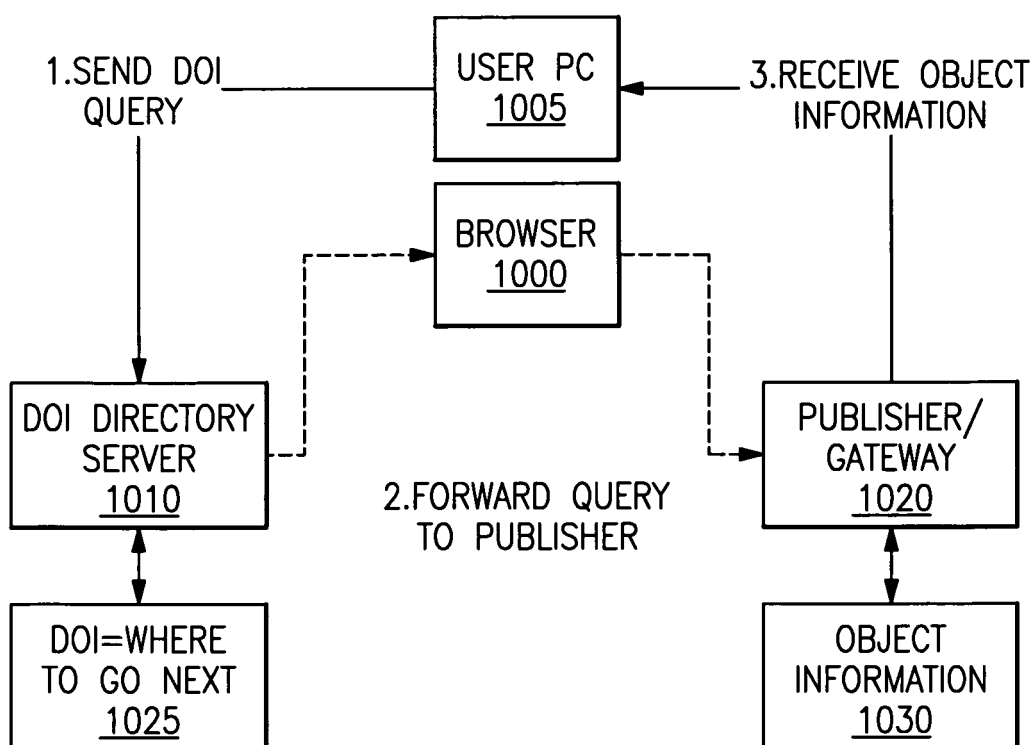 1.SEND DOI
QUERY
USER PC
1005
3.RECEIVE OBJECT
INFORMATION
BROWSER
1000
DOI DIRECTORY
SERVER
1010
2.FORWARD QUERY
TO PUBLISHER
PUBLISHER/
GATEWAY
1020
DOI=WHERE
TO GO NEXT
1025
OBJECT
INFORMATION
1030